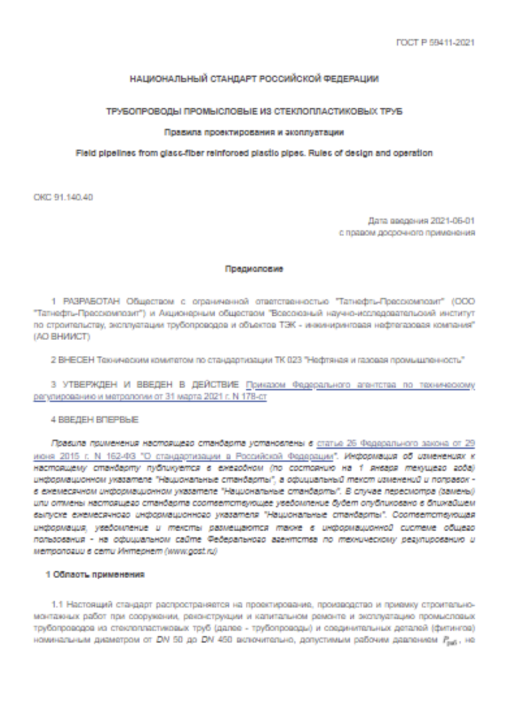 ГОСТ Р 59411-2021
НАЦИОНАЛЬНЫЙ СТАНДАРТ РОССИЙСКОЙ ФЕДЕРАЦИИ
ТРУБОПРОВОДЫ ПРОМЫСЛОВЫЕ ИЗ СТЕКЛОПЛАСТИКОВЫХ ТРУБ
Правила проектирования и эксплуатации
Field pipelines from glass-fiber reinforced plastic pipes. Rules of design and operation
ОКС 91.140.40
Дата введения 2021-06-01
с правом досрочного применения
Предисловие
1 РАЗРАБОТАН Обществом с ограниченной ответственностью "Татнефть-Пресскомпозит" (ООО
"Татнефть-Пресскомпозит") и Акционерным обществом "Всесоюзный научно-исследовательский институт
по строительству, эксплуатации трубопроводов и объектов ТЭК - инжиниринговая нефтегазовая компания"
(АО ВНИИСТ)
2 ВНЕСЕН Техническим комитетом по стандартизации ТК 023 "Нефтяная и газовая промышленность"
3 УТВЕРЖДЕН И ВВЕДЕН В ДЕЙСТВИЕ Приказом Федерального агентства по техническому
регулированию и метрологии от 31 марта 2021 г. N 178-ст
4 ВВЕДЕН ВПЕРВЫЕ
Правила применения настоящего стандарта установлены в статье 26 Федерального закона от 29
июня 2015 г. N 162-ФЗ "О стандартизации в Российской Федерации". Информация об изменениях к
настоящему стандарту публикуется в ежегодном (по состоянию на 1 января текущего года)
информационном указателе "Национальные стандарты", а официальный текст изменений и поправок -
в ежемесячном информационном указателе "Национальные стандарты". В случае пересмотра (замены)
или отмены настоящего стандарта соответствующее уведомление будет опубликовано в ближайшем
выпуске ежемесячного информационного указателя "Национальные стандарты". Соответствующая
информация, уведомление и тексты размещаются также в информационной системе общего
пользования - на официальном сайте Федерального агентства по техническому регулированию и
метрологии в сети Интернет (www.gost.ru)
1 Область применения
1.1 Настоящий стандарт распространяется на проектирование, производство и приемку строительно-
монтажных работ при сооружении, реконструкции и капитальном ремонте и эксплуатацию промысловых
трубопроводов из стеклопластиковых труб (далее - трубопроводы) и соединительных деталей (фитингов)
номинальным диаметром от DN 50 до DN 450 включительно, допустимым рабочим давлением Pраб , не